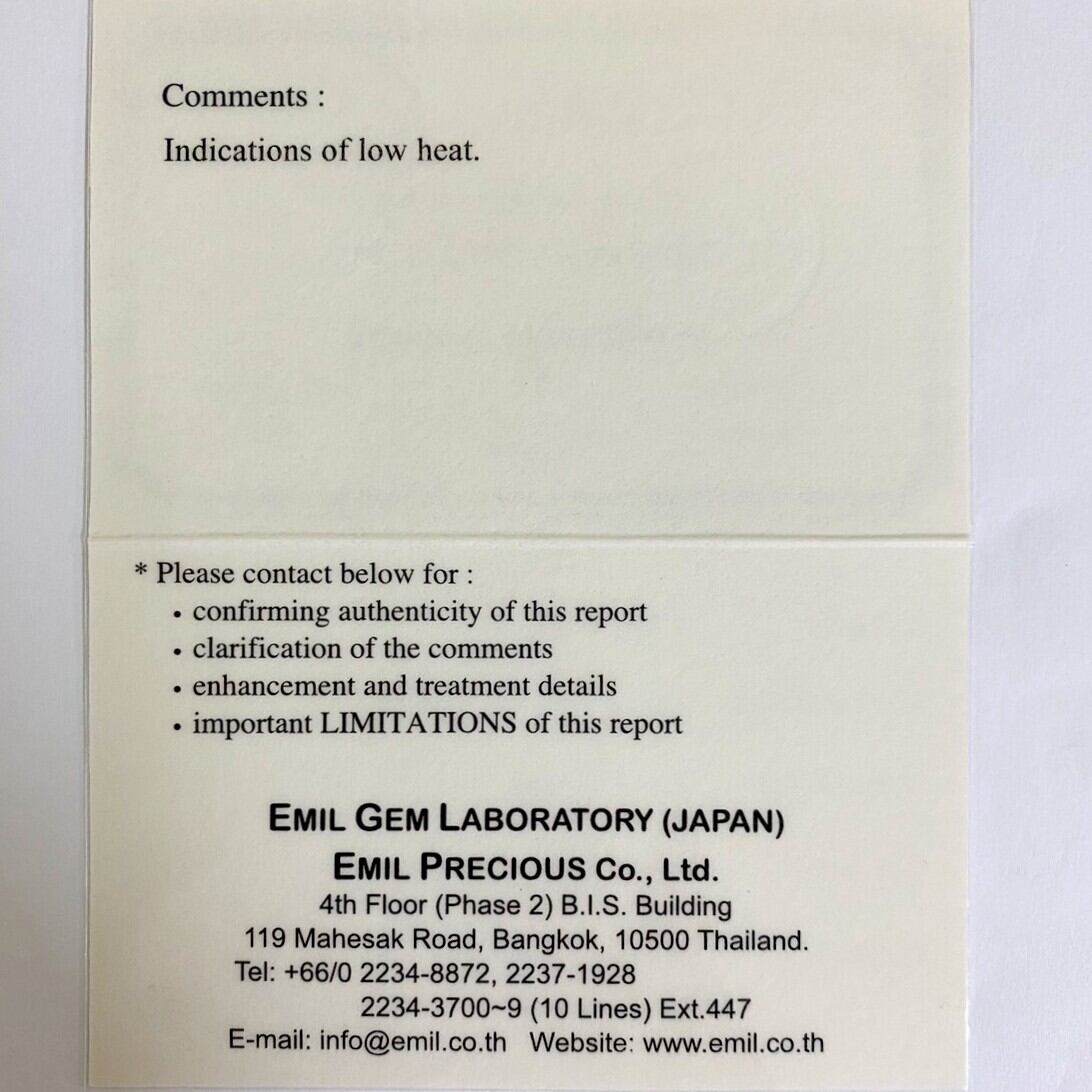 Comments :
Indications of low heat.
* Please contact below for :
• confirming authenticity of this report
• clarification of the comments
• enhancement and treatment details
• important LIMITATIONS of this report
EMIL GEM LABORATORY (JAPAN)
EMIL PRECIOUS Co., Ltd.
4th Floor (Phase 2) B.I.S. Building
119 Mahesak Road, Bangkok, 10500 Thailand.
Tel: +66/0 2234-8872, 2237-1928
2234-3700~9 (10 Lines) Ext.447
E-mail: info@emil.co.th Website: www.emil.co.th